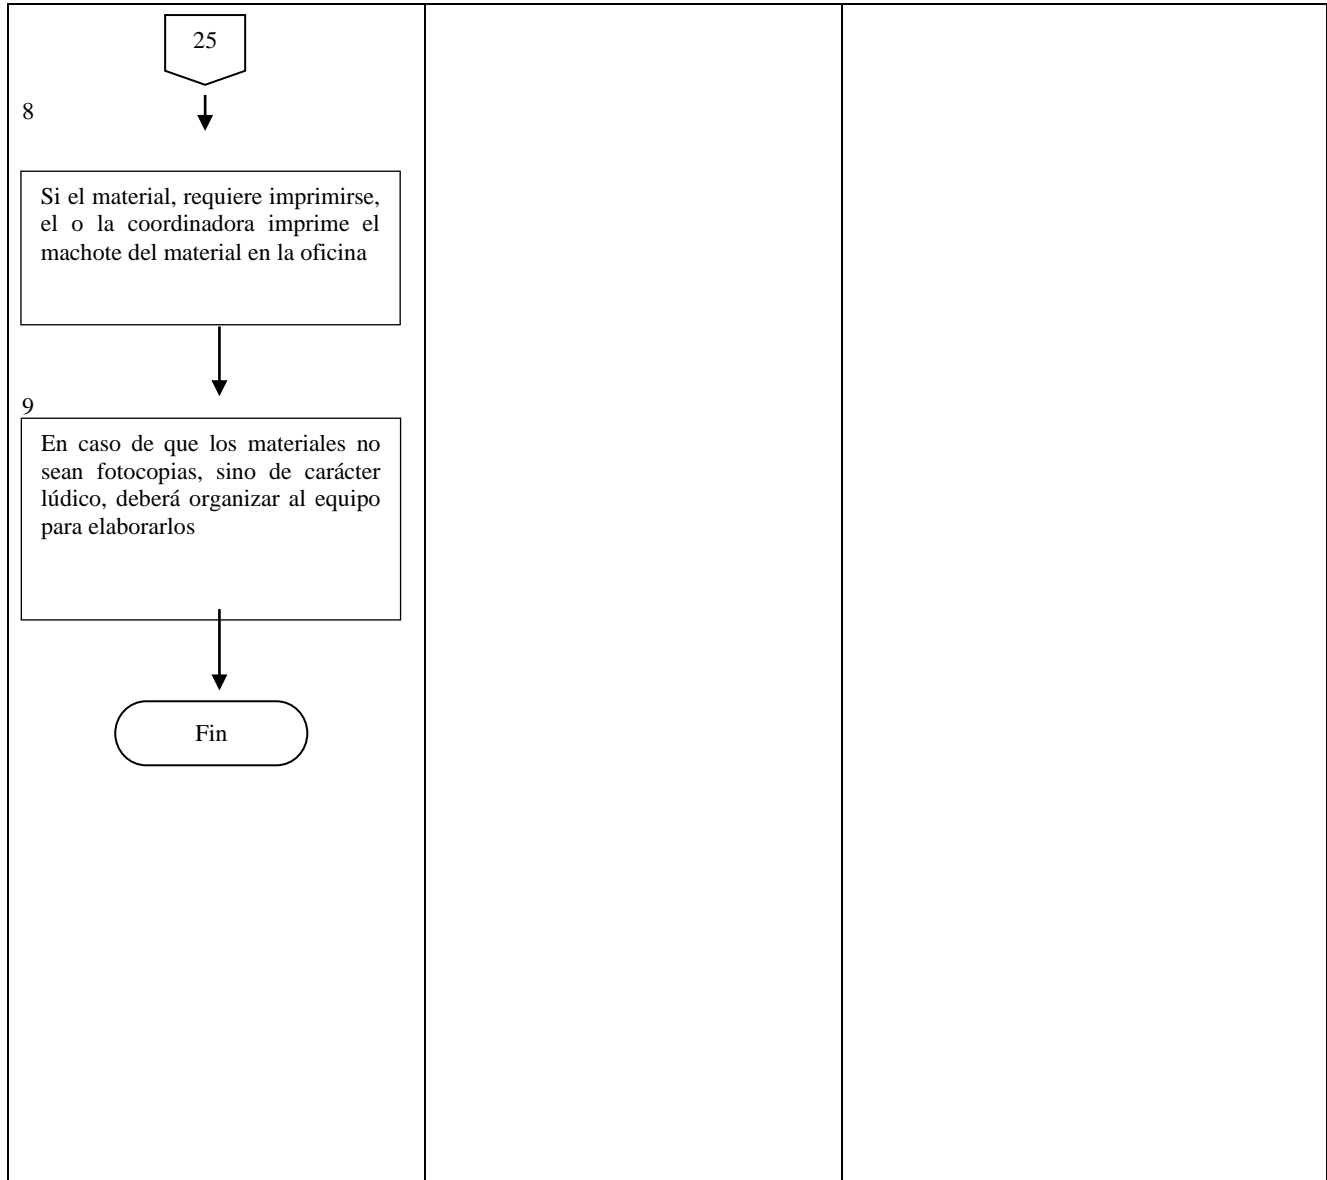 25
8
Si el material, requiere imprimirse,
el o la coordinadora imprime el
machote del material en la oficina
9
En caso de que los materiales no
sean fotocopias, sino de carácter
lúdico, deberá organizar al equipo
para elaborarlos
Fin